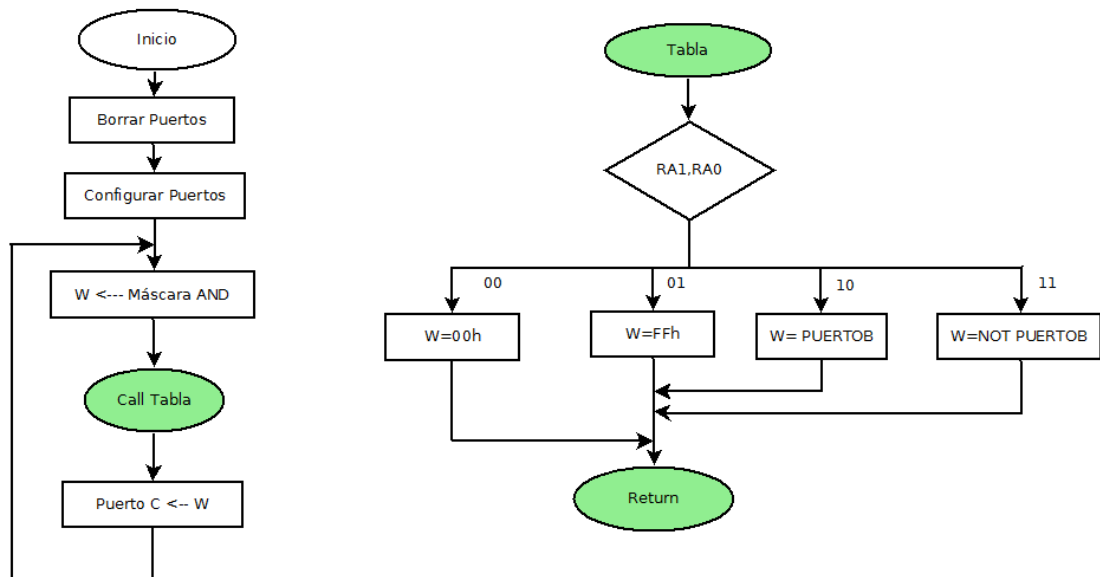 Inicio
Borrar Puertos
Configurar Puertos
W <--- Máscara AND
Call Tabla
Puerto C <-- W
Tabla
RA1,RA0
00
01
10
11
W=00h
W=FFh
W= PUERTOB
W=NOT PUERTOB
Return